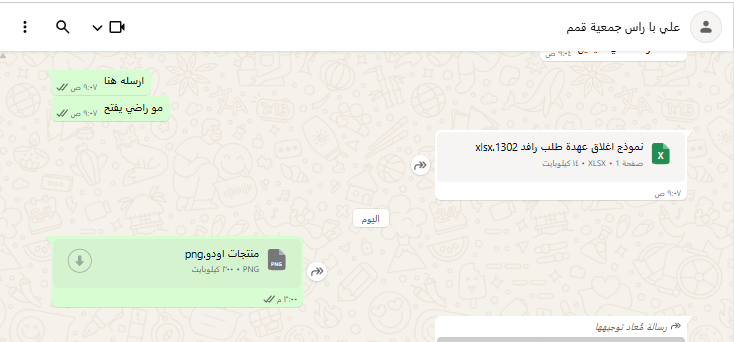 علي با راس جمعية قمم
٩:٠٤ ص
ارسله هنا
٩:٠٧ ص
مو راضي يفتح
٩:٠٧ ص
نموذج اغلاق عهدة طلب رافد 1302.xlsx
صفحة 1 • XLSX • ١٤ كيلوبايت
٩:٠٧ ص
اليوم
منتجات اودو.png
PNG • ٣٠٠ كيلوبايت
٣:٠٠ م
رسالة مُعاد توجيهها